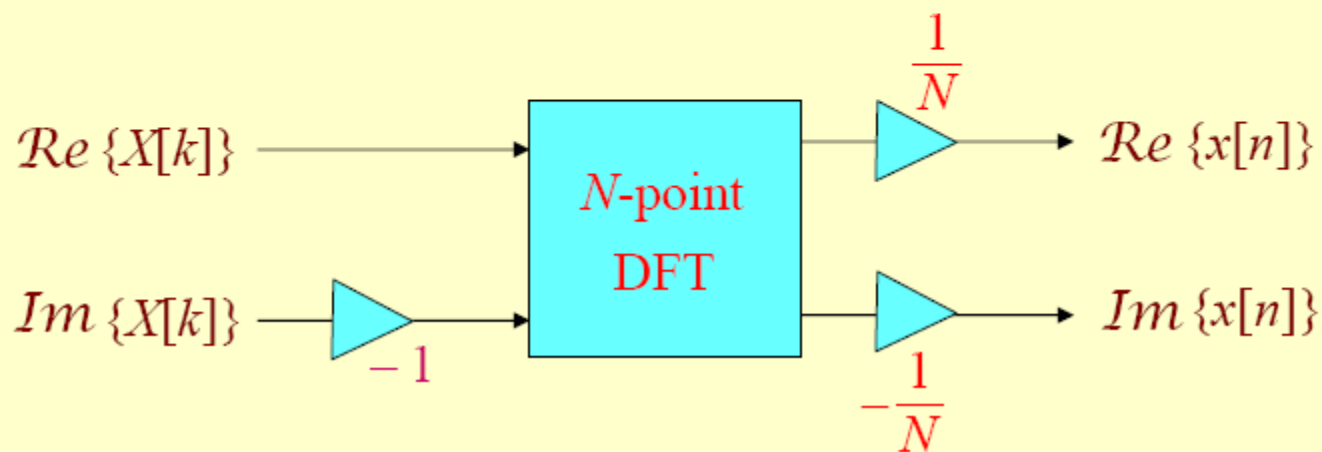 1/N
Re {X[k]}
Re {x[n]}
N-point
DFT
Im {X[k]}
Im {x[n]}
– 1
–1/N